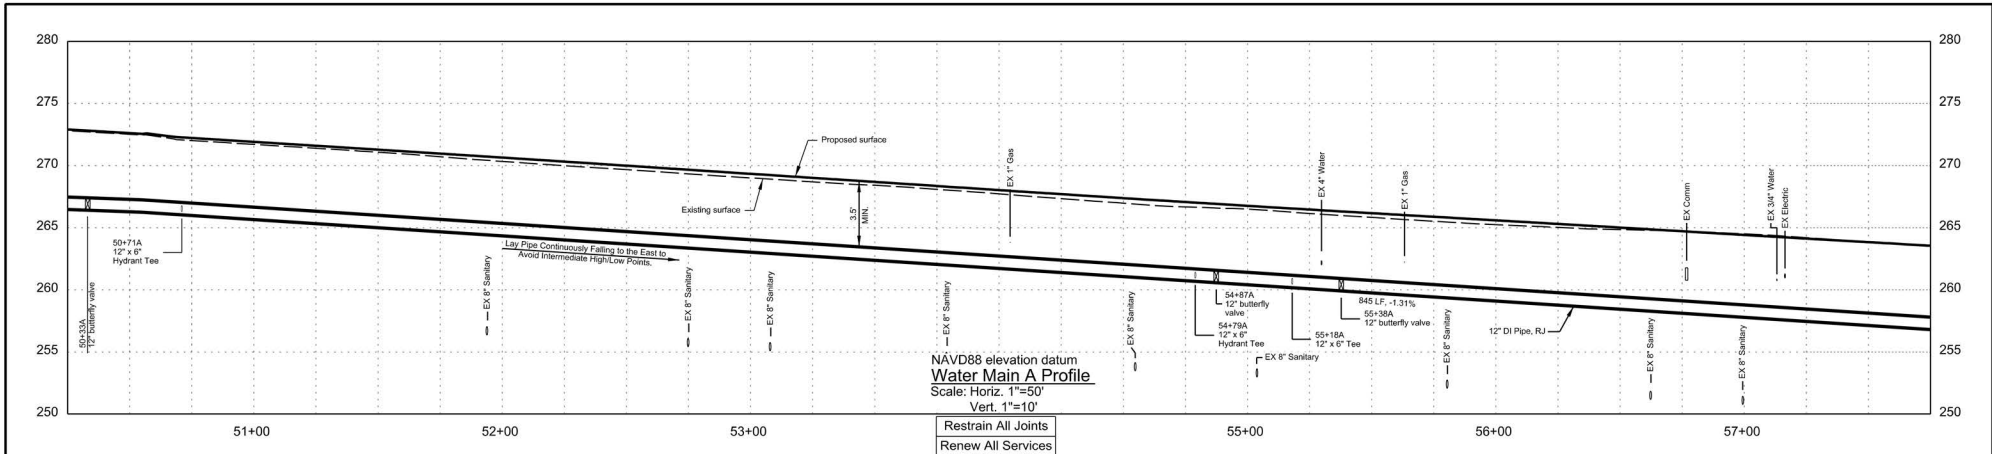 280
280
275
275
270
270
265
265
260
260
255
255
250
250
Proposed surface
Existing surface
3.5'
MIN.
EX 1" Gas
EX 4" Water
EX 1" Gas
EX Comm
EX 3/4" Water
EX Electric
50+33A
12" butterfly valve
50+71A
12" x 6"
Hydrant Tee
Lay Pipe Continuously Falling to the East to
Avoid Intermediate High/Low Points.
EX 8" Sanitary
EX 8" Sanitary
EX 8" Sanitary
EX 8" Sanitary
EX 8" Sanitary
EX 8" Sanitary
EX 8" Sanitary
EX 8" Sanitary
EX 8" Sanitary
54+87A
12" butterfly
valve
54+79A
12" x 6"
Hydrant Tee
55+18A
12" x 6" Tee
845 LF, -1.31%
55+38A
12" butterfly valve
12" DI Pipe, RJ
NAVD88 elevation datum
Water Main A Profile
Scale: Horiz. 1"=50'
Vert. 1"=10'
Restrain All Joints
Renew All Services
51+00
52+00
53+00
55+00
56+00
57+00